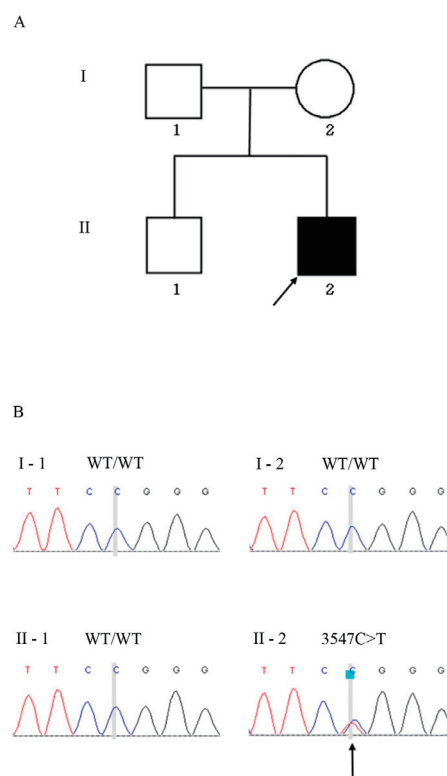 A
I
1 2
II
1 2
B
I - 1 WT/WT I - 2 WT/WT
T T C C G G G T T C C G G G
II - 1 WT/WT II - 2 3547C>T
T T C C G G G T T C C G G G